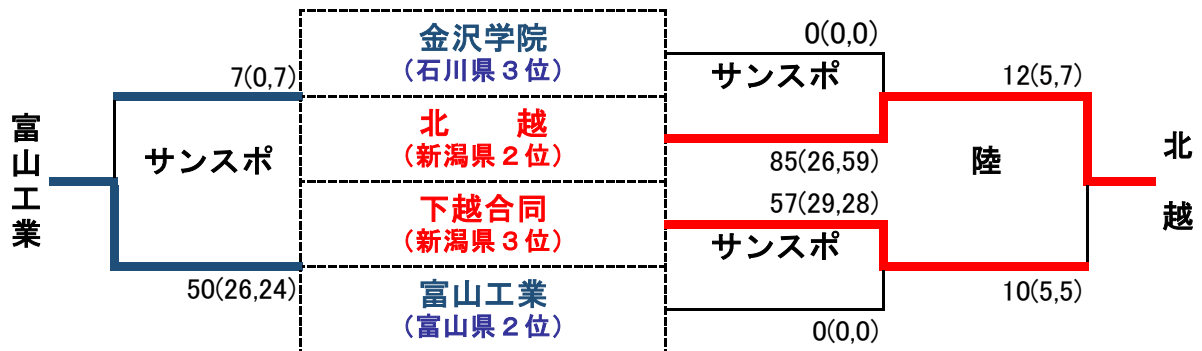 富山工業
7(0,7)
サンスポ
50(26,24)
金沢学院
（石川県３位）
北　　越
（新潟県２位）
下越合同
（新潟県３位）
富山工業
（富山県２位）
0(0,0)
サンスポ
85(26,59)
57(29,28)
サンスポ
0(0,0)
12(5,7)
陸
10(5,5)
北越